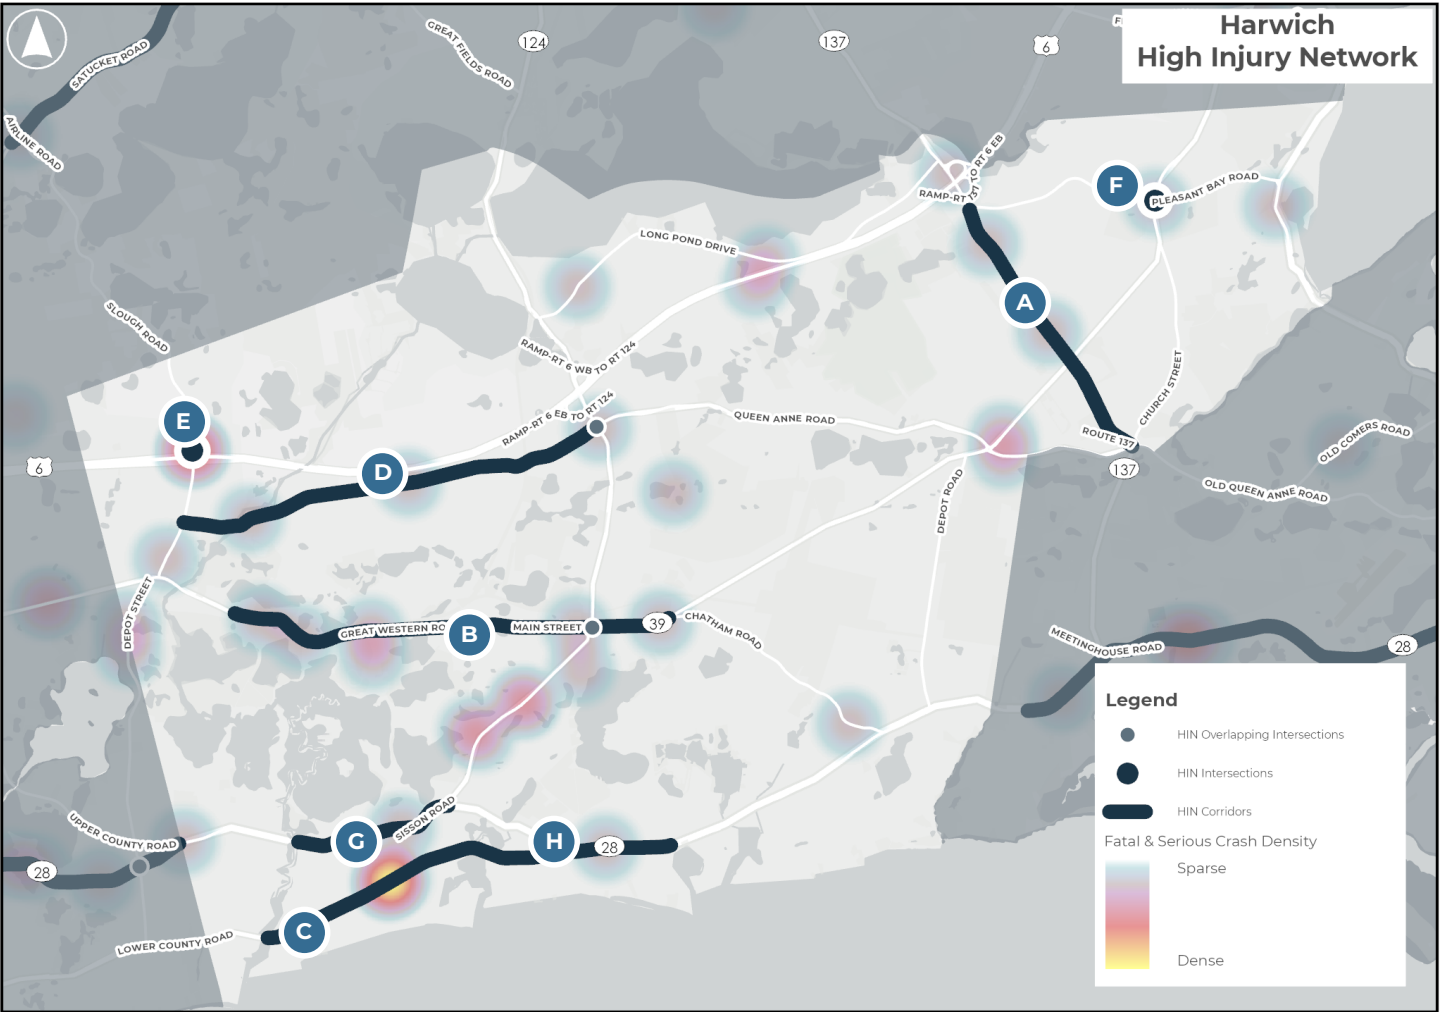 Harwich
High Injury Network
SATUCKET ROAD
GREAT FIELDS ROAD
124
137
6
AIRLINE ROAD
RAMP-RT 137 TO RT 6 EB
F
PLEASANT BAY ROAD
LONG POND DRIVE
SLOUGH ROAD
A
RAMP-RT 6 WB TO RT 124
CHURCH STREET
E
RAMP-RT 6 EB TO RT 124
QUEEN ANNE ROAD
ROUTE 137
OLD COMERS ROAD
6
D
137
DEPOT ROAD
OLD QUEEN ANNE ROAD
DEPOT STREET
GREAT WESTERN RO
B
MAIN STREET
39
CHATHAM ROAD
MEETINGHOUSE ROAD
28
UPPER COUNTY ROAD
SISSON ROAD
G
H
28
28
C
LOWER COUNTY ROAD
Legend
HIN Overlapping Intersections
HIN Intersections
HIN Corridors
Fatal & Serious Crash Density
Sparse
Dense